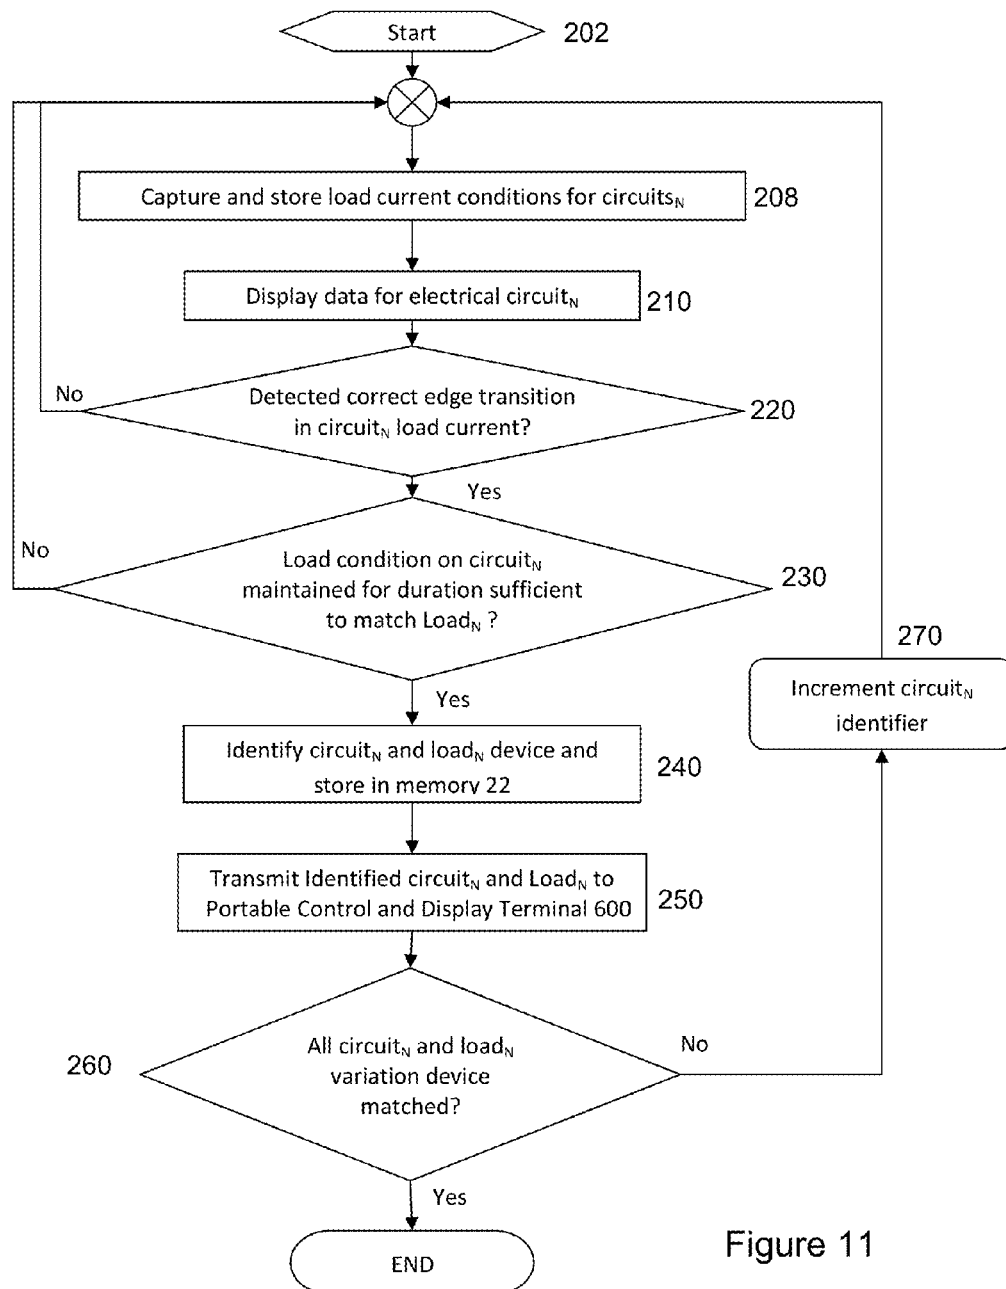 Start
202
Capture and store load current conditions for circuitsN
208
Display data for electrical circuitN
210
No
Detected correct edge transition
in circuitN load current?
220
Yes
No
Load condition on circuitN
maintained for duration sufficient
to match LoadN ?
230
270
Yes
Increment circuitN
identifier
Identify circuitN and loadN device and
store in memory 22
240
Transmit Identified circuitN and LoadN to
Portable Control and Display Terminal 600
250
No
260
All circuitN and loadN
variation device
matched?
Yes
END
Figure 11